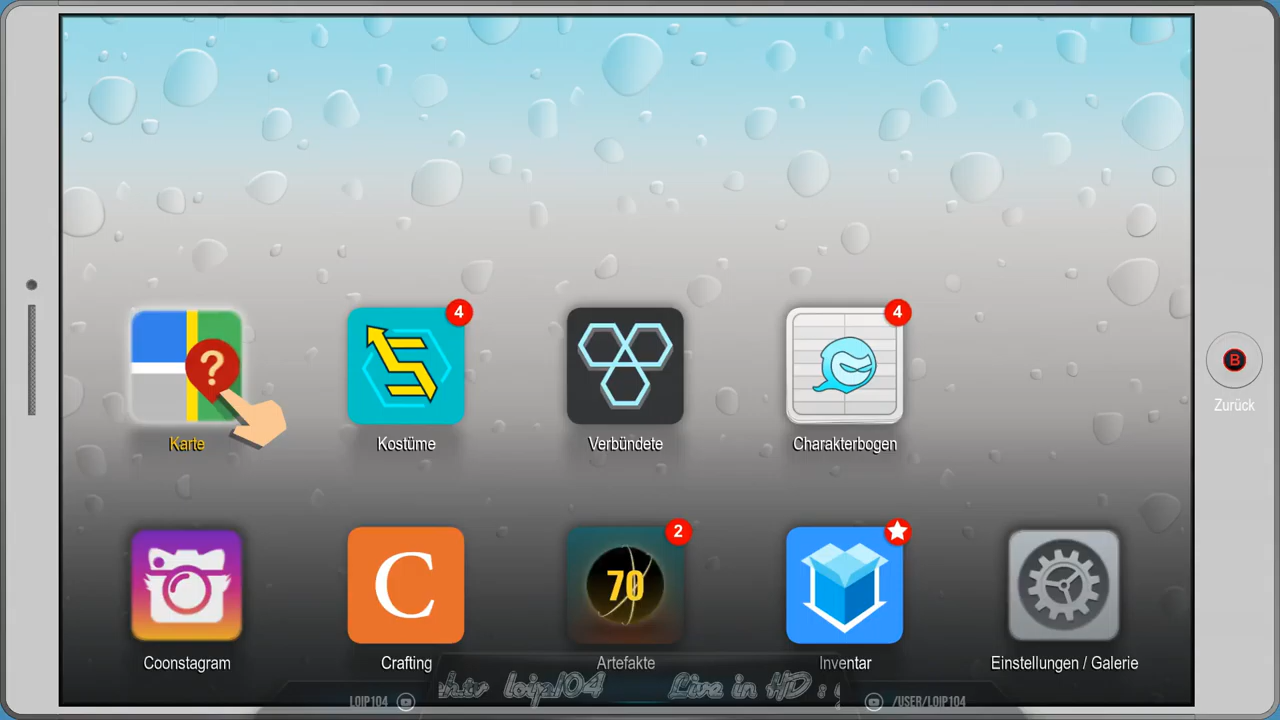 4
4
?
B
Zurück
Karte
Kostüme
Verbündete
Charakterbogen
2
C
70
Coonstagram
Crafting
Artefakte
Inventar
Einstellungen / Galerie
loip104 Live in HD :
LOIP104
/USER/LOIP104